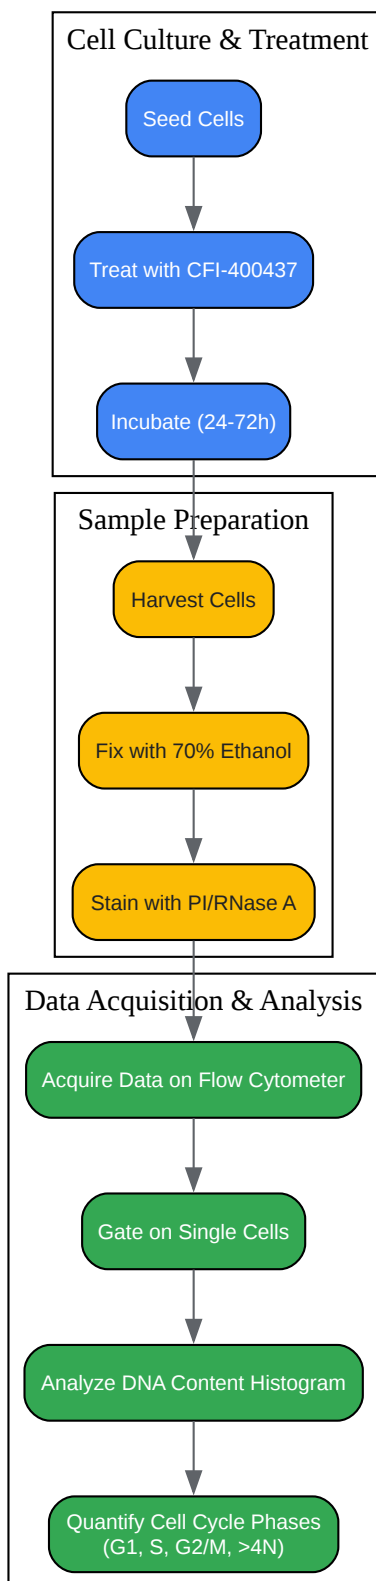 Cell Culture & Treatment
Seed Cells
Treat with CFI-400437
Incubate (24-72h)
Sample Preparation
Harvest Cells
Fix with 70% Ethanol
Stain with PI/RNase A
Data Acquisition & Analysis
Acquire Data on Flow Cytometer
Gate on Single Cells
Analyze DNA Content Histogram
Quantify Cell Cycle Phases
(G1, S, G2/M, >4N)